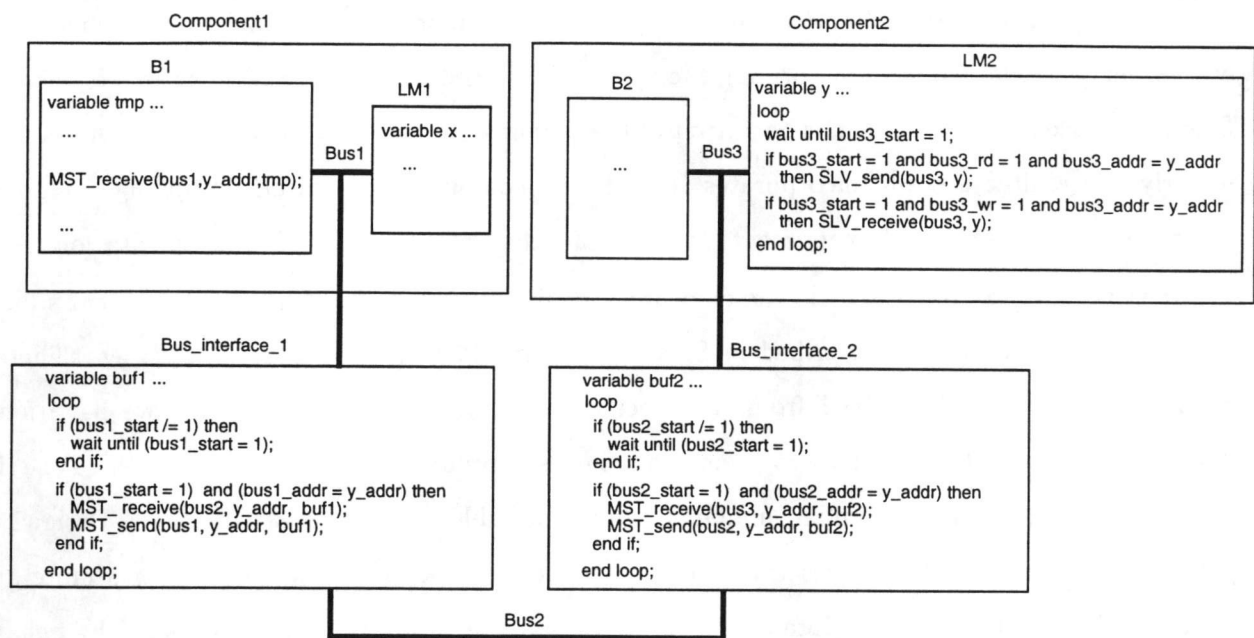 Component1
B1
variable tmp ...
...
MST_receive(bus1,y_addr,tmp);
...
Bus1
LM1
variable x ...
...
Component2
B2
...
Bus3
LM2
variable y ...
loop
wait until bus3_start = 1;
if bus3_start = 1 and bus3_rd = 1 and bus3_addr = y_addr
then SLV_send(bus3, y);
if bus3_start = 1 and bus3_wr = 1 and bus3_addr = y_addr
then SLV_receive(bus3, y);
end loop;
Bus_interface_1
variable buf1 ...
loop
if (bus1_start /= 1) then
wait until (bus1_start = 1);
end if;
if (bus1_start = 1) and (bus1_addr = y_addr) then
MST_receive(bus2, y_addr, buf1);
MST_send(bus1, y_addr, buf1);
end if;
end loop;
Bus_interface_2
variable buf2 ...
loop
if (bus2_start /= 1) then
wait until (bus2_start = 1);
end if;
if (bus2_start = 1) and (bus2_addr = y_addr) then
MST_receive(bus3, y_addr, buf2);
MST_send(bus2, y_addr, buf2);
end if;
end loop;
Bus2